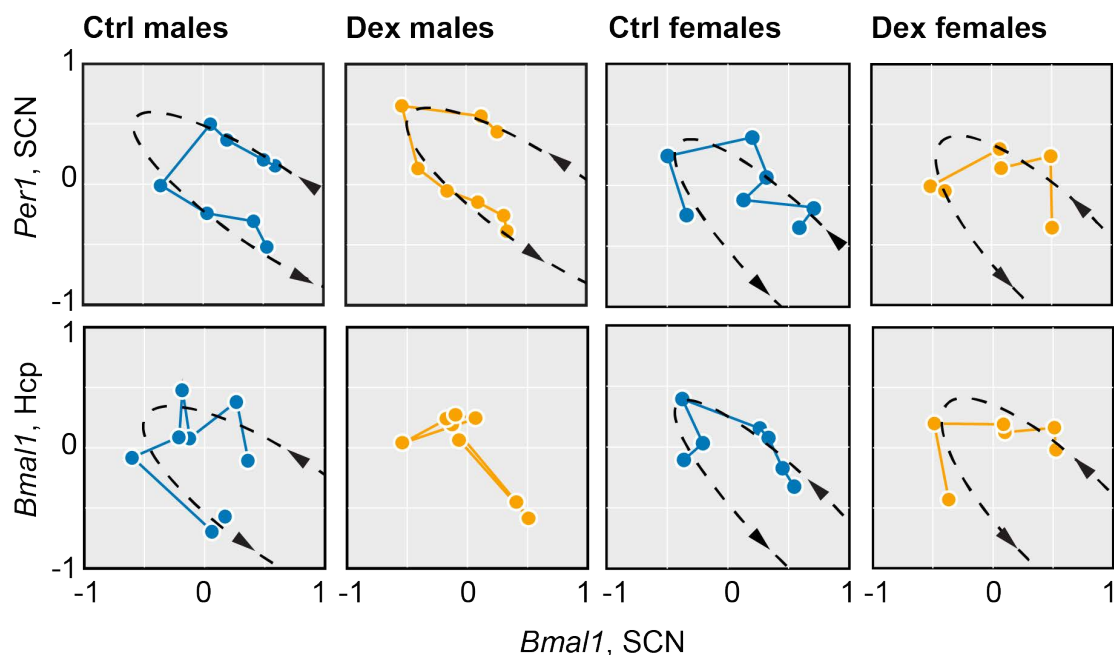 Ctrl males Dex males Ctrl females Dex females
1
Per1, SCN
0
-1
1
Bmal1, Hcp
0
-1
-1 0 1 -1 0 1 -1 0 1 -1 0 1
Bmal1, SCN